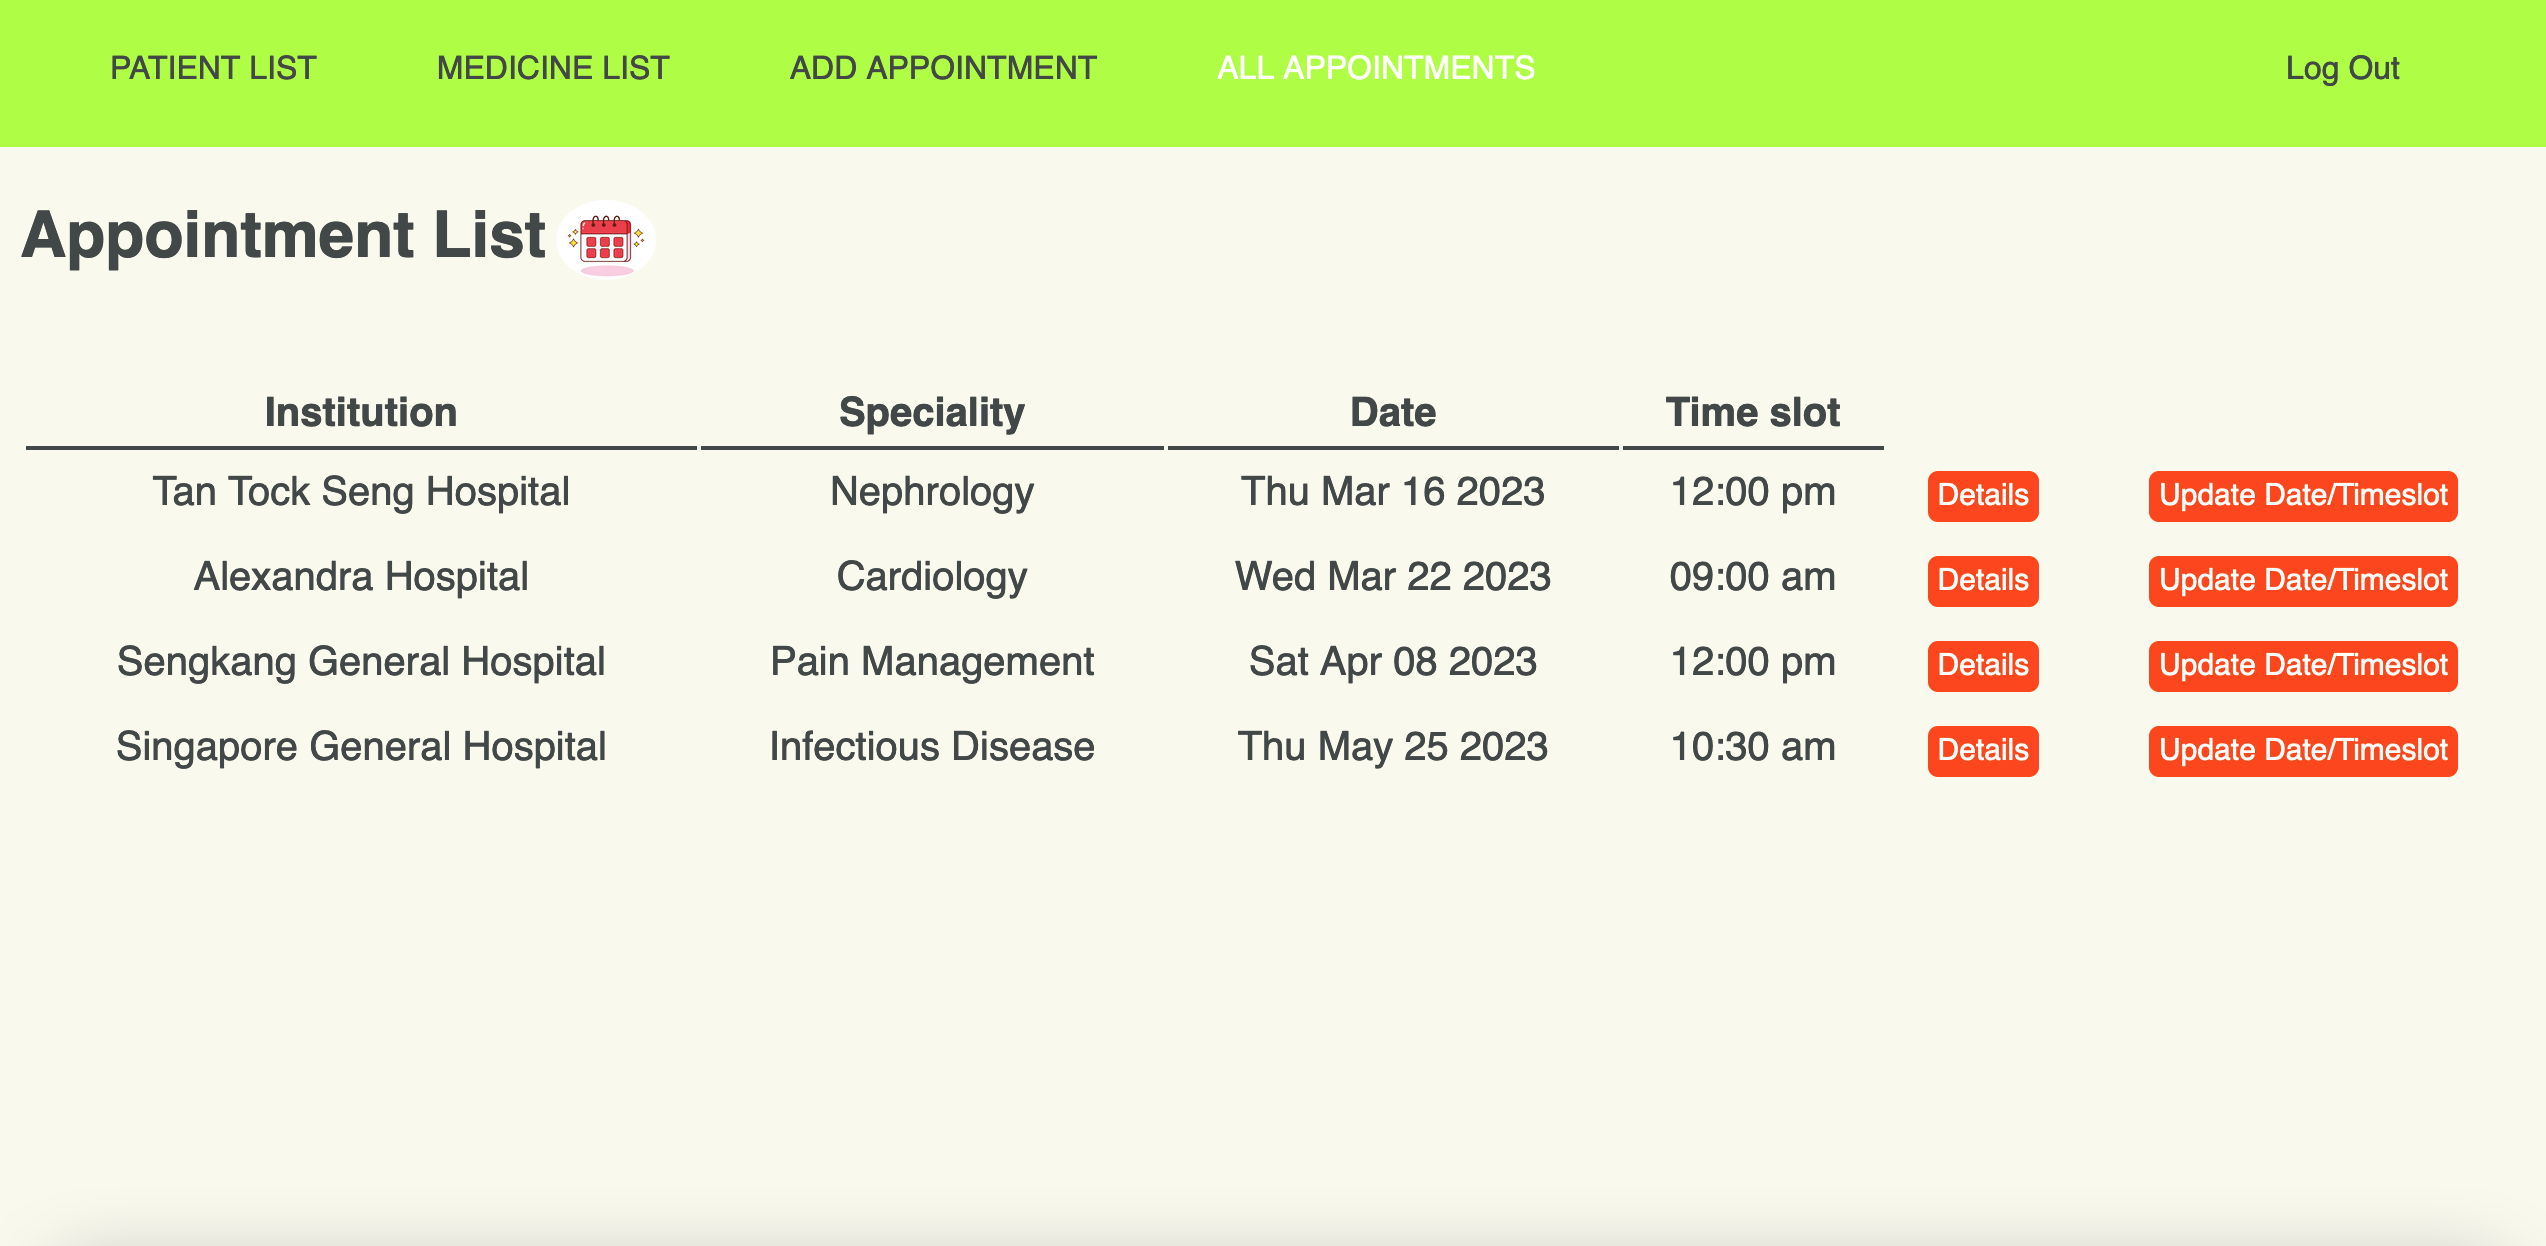 PATIENT LIST MEDICINE LIST ADD APPOINTMENT ALL APPOINTMENTS Log Out
Appointment List
Institution Speciality Date Time slot
Tan Tock Seng Hospital Nephrology Thu Mar 16 2023 12:00 pm Details Update Date/Timeslot
Alexandra Hospital Cardiology Wed Mar 22 2023 09:00 am Details Update Date/Timeslot
Sengkang General Hospital Pain Management Sat Apr 08 2023 12:00 pm Details Update Date/Timeslot
Singapore General Hospital Infectious Disease Thu May 25 2023 10:30 am Details Update Date/Timeslot